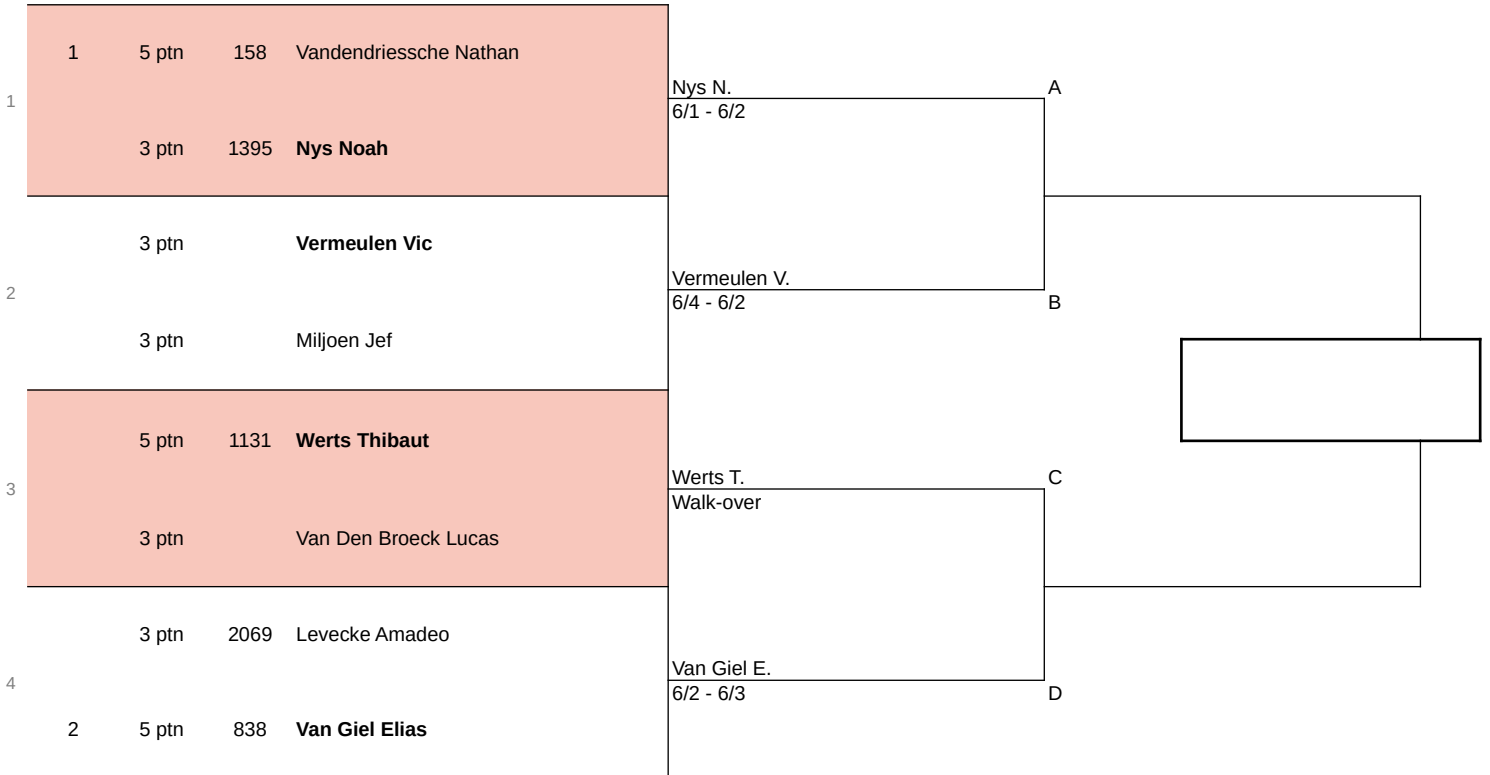 1 5 ptn 158 Vandendriessche Nathan
Nys N. A
1
6/1 - 6/2
3 ptn 1395 Nys Noah
3 ptn Vermeulen Vic
Vermeulen V.
2
6/4 - 6/2 B
3 ptn Miljoen Jef
5 ptn 1131 Werts Thibaut
Werts T. C
3
Walk-over
3 ptn Van Den Broeck Lucas
3 ptn 2069 Levecke Amadeo
Van Giel E.
4
6/2 - 6/3 D
2 5 ptn 838 Van Giel Elias